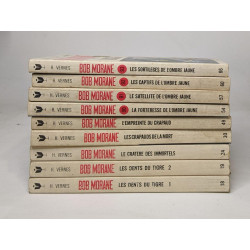 H. VERNES BOB MORANE LES SORTILEGES DE L'OMBRE JAUNE
H. VERNES BOB MORANE LES CAPTIFS DE L'OMBRE JAUNE
H. VERNES BOB MORANE LE SATELLITE DE L'OMBRE JAUNE
H. VERNES BOB MORANE LA FORTERESSE DE L'OMBRE JAUNE
H. VERNES BOB MORANE L'EMPREINTE DU CRAPAUD
H. VERNES BOB MORANE LES CRAPAUDS DE LA MORT
H. VERNES BOB MORANE LE CRATERE DES IMMORTELS
H. VERNES BOB MORANE LES DENTS DU TIGRE 2
H. VERNES BOB MORANE LES DENTS DU TIGRE 1